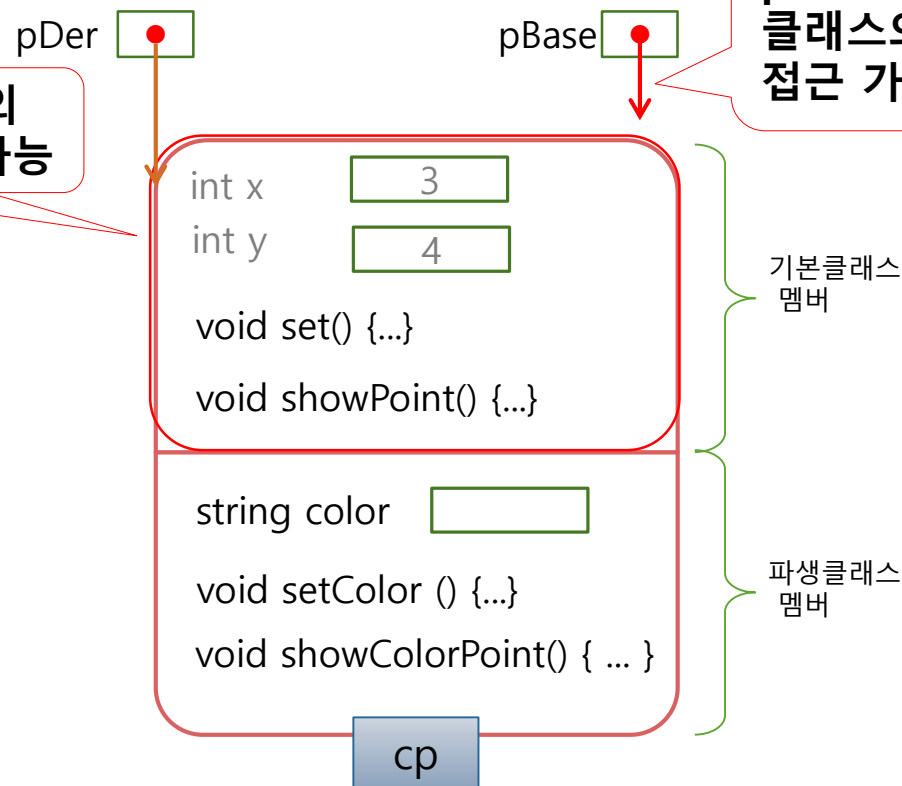 pDer
pBase
클래스으
접근 가
의
가능
int x
3
int y
4
void set() {...}
void showPoint() {...}
기본클래스
멤버
string color
void setColor () {...}
void showColorPoint() { ... }
파생클래스
멤버
cp